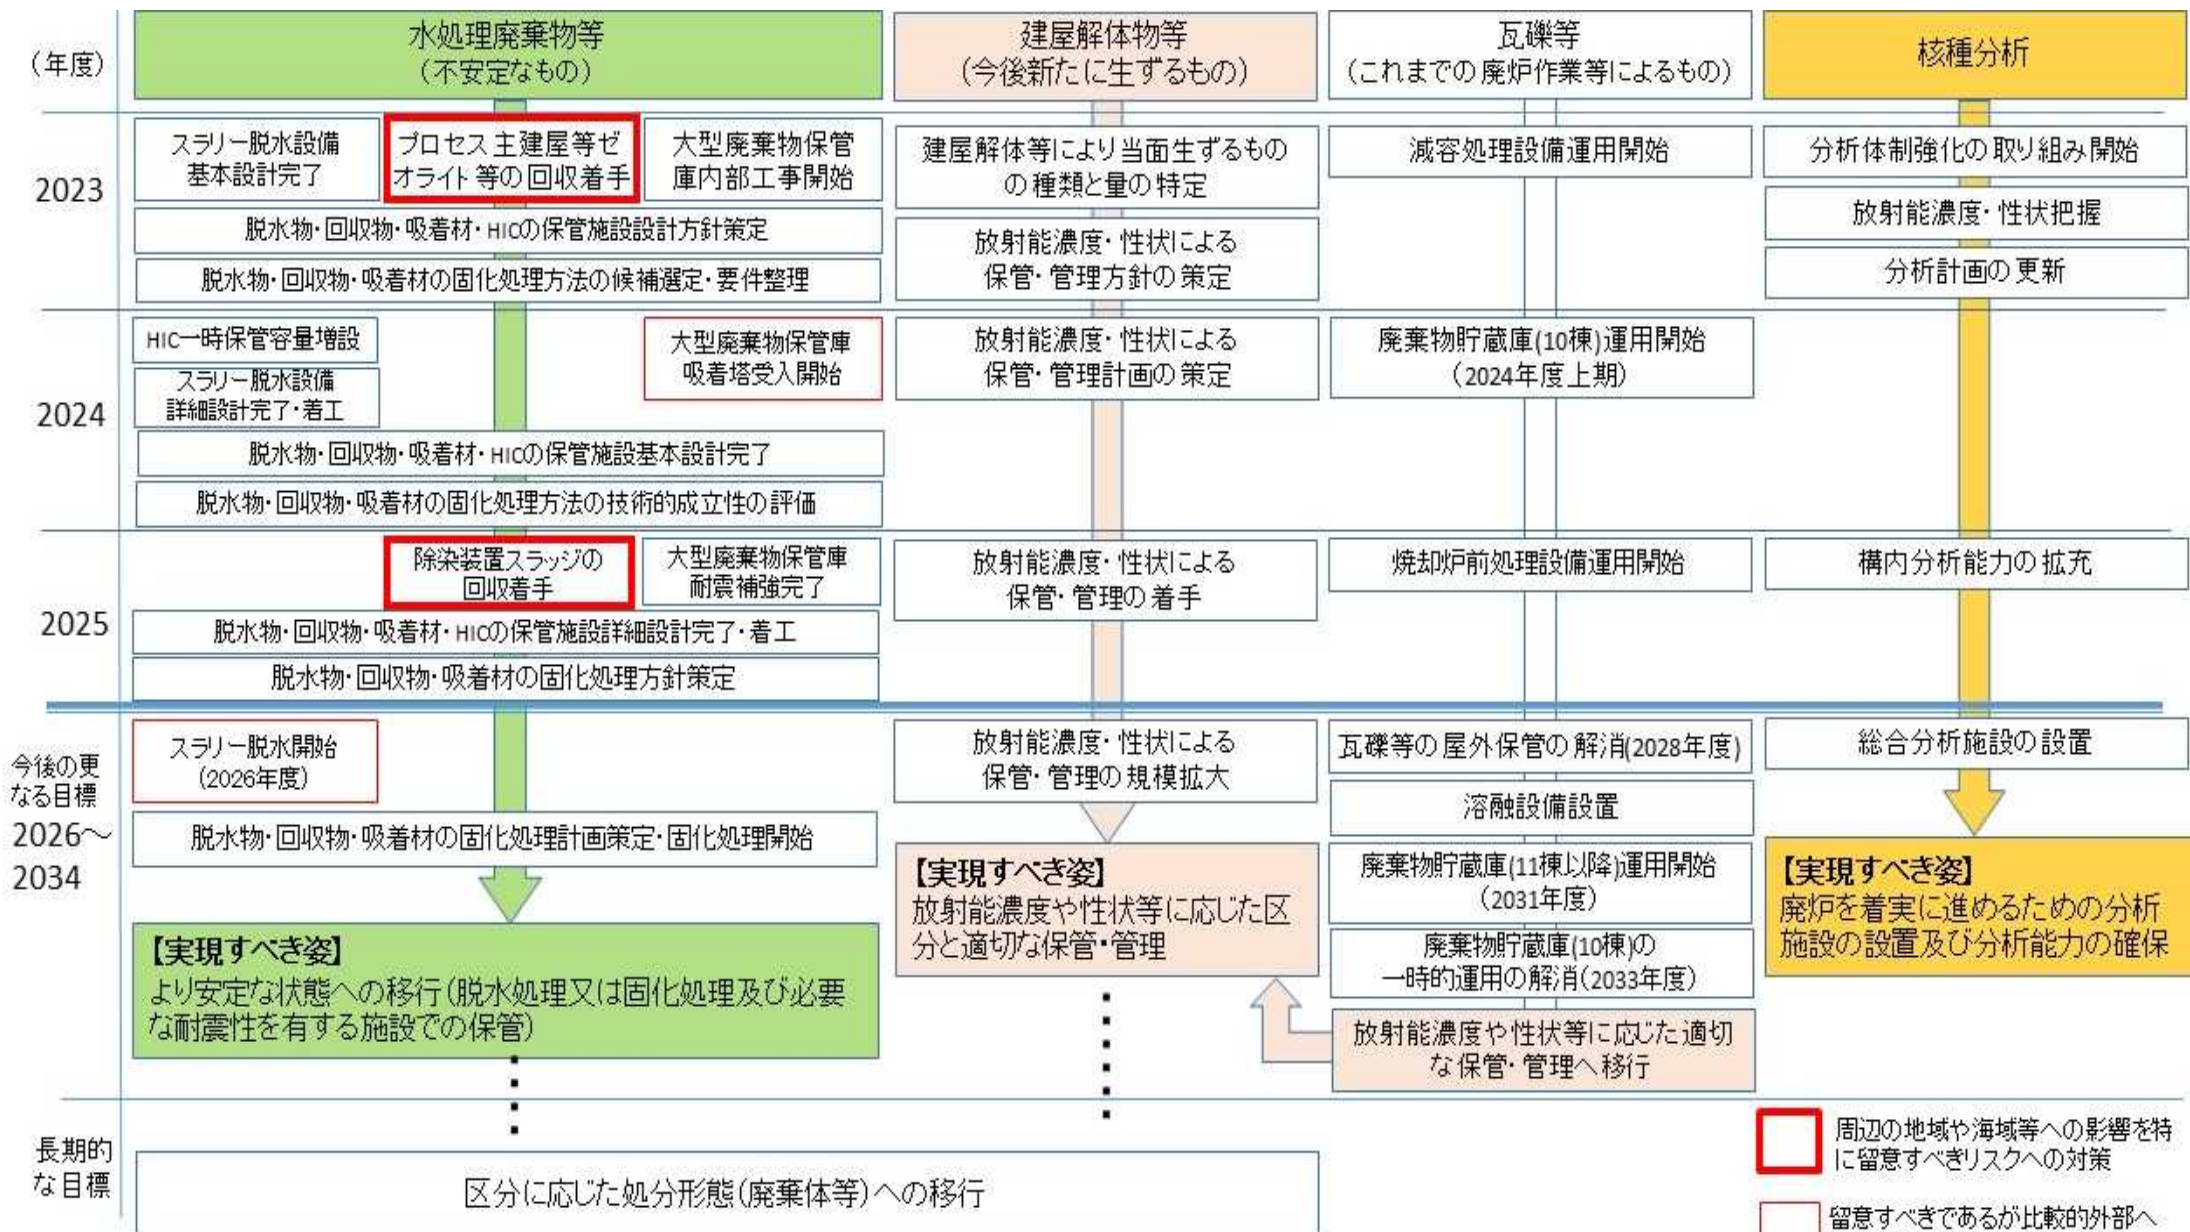 (年度)
水処理廃棄物等
(不安定なもの)
建屋解体物等
(今後新たに生ずるもの)
瓦礫等
(これまでの廃炉作業等によるもの)
核種分析
2023
スラリー脱水設備
基本設計完了
プロセス主建屋等ゼ
オライト等の回収着手
大型廃棄物保管
庫内部工事開始
脱水物・回収物・吸着材・HICの保管施設設計方針策定
脱水物・回収物・吸着材の固化処理方法の候補選定・要件整理
建屋解体等により当面生ずるもの
の種類と量の特定
放射能濃度・性状による
保管・管理方針の策定
減容処理設備運用開始
分析体制強化の取り組み開始
放射能濃度・性状把握
分析計画の更新
2024
HIC一時保管容量増設
スラリー脱水設備
詳細設計完了・着工
大型廃棄物保管庫
吸着塔受入開始
脱水物・回収物・吸着材・HICの保管施設基本設計完了
脱水物・回収物・吸着材の固化処理方法の技術的成立性の評価
放射能濃度・性状による
保管・管理計画の策定
廃棄物貯蔵庫(10棟)運用開始
(2024年度上期)
2025
除染装置スラッジの
回収着手
大型廃棄物保管庫
耐震補強完了
脱水物・回収物・吸着材・HICの保管施設詳細設計完了・着工
脱水物・回収物・吸着材の固化処理方針策定
放射能濃度・性状による
保管・管理の着手
焼却炉前処理設備運用開始
構内分析能力の拡充
今後の更
なる目標
2026～
2034
スラリー脱水開始
(2026年度)
脱水物・回収物・吸着材の固化処理計画策定・固化処理開始
【実現すべき姿】
より安定な状態への移行(脱水処理又は固化処理及び必要
な耐震性を有する施設での保管)
放射能濃度・性状による
保管・管理の規模拡大
【実現すべき姿】
放射能濃度や性状等に応じた区
分と適切な保管・管理
瓦礫等の屋外保管の解消(2028年度)
溶融設備設置
廃棄物貯蔵庫(11棟以降)運用開始
(2031年度)
廃棄物貯蔵庫(10棟)の
一時的運用の解消(2033年度)
放射能濃度や性状等に応じた適切
な保管・管理へ移行
総合分析施設の設置
【実現すべき姿】
廃炉を着実に進めるための分析
施設の設置及び分析能力の確保
長期的
な目標
区分に応じた処分形態(廃棄体等)への移行
周辺の地域や海域等への影響を特
に留意すべきリスクへの対策
留意すべきであるが比較的外部へ